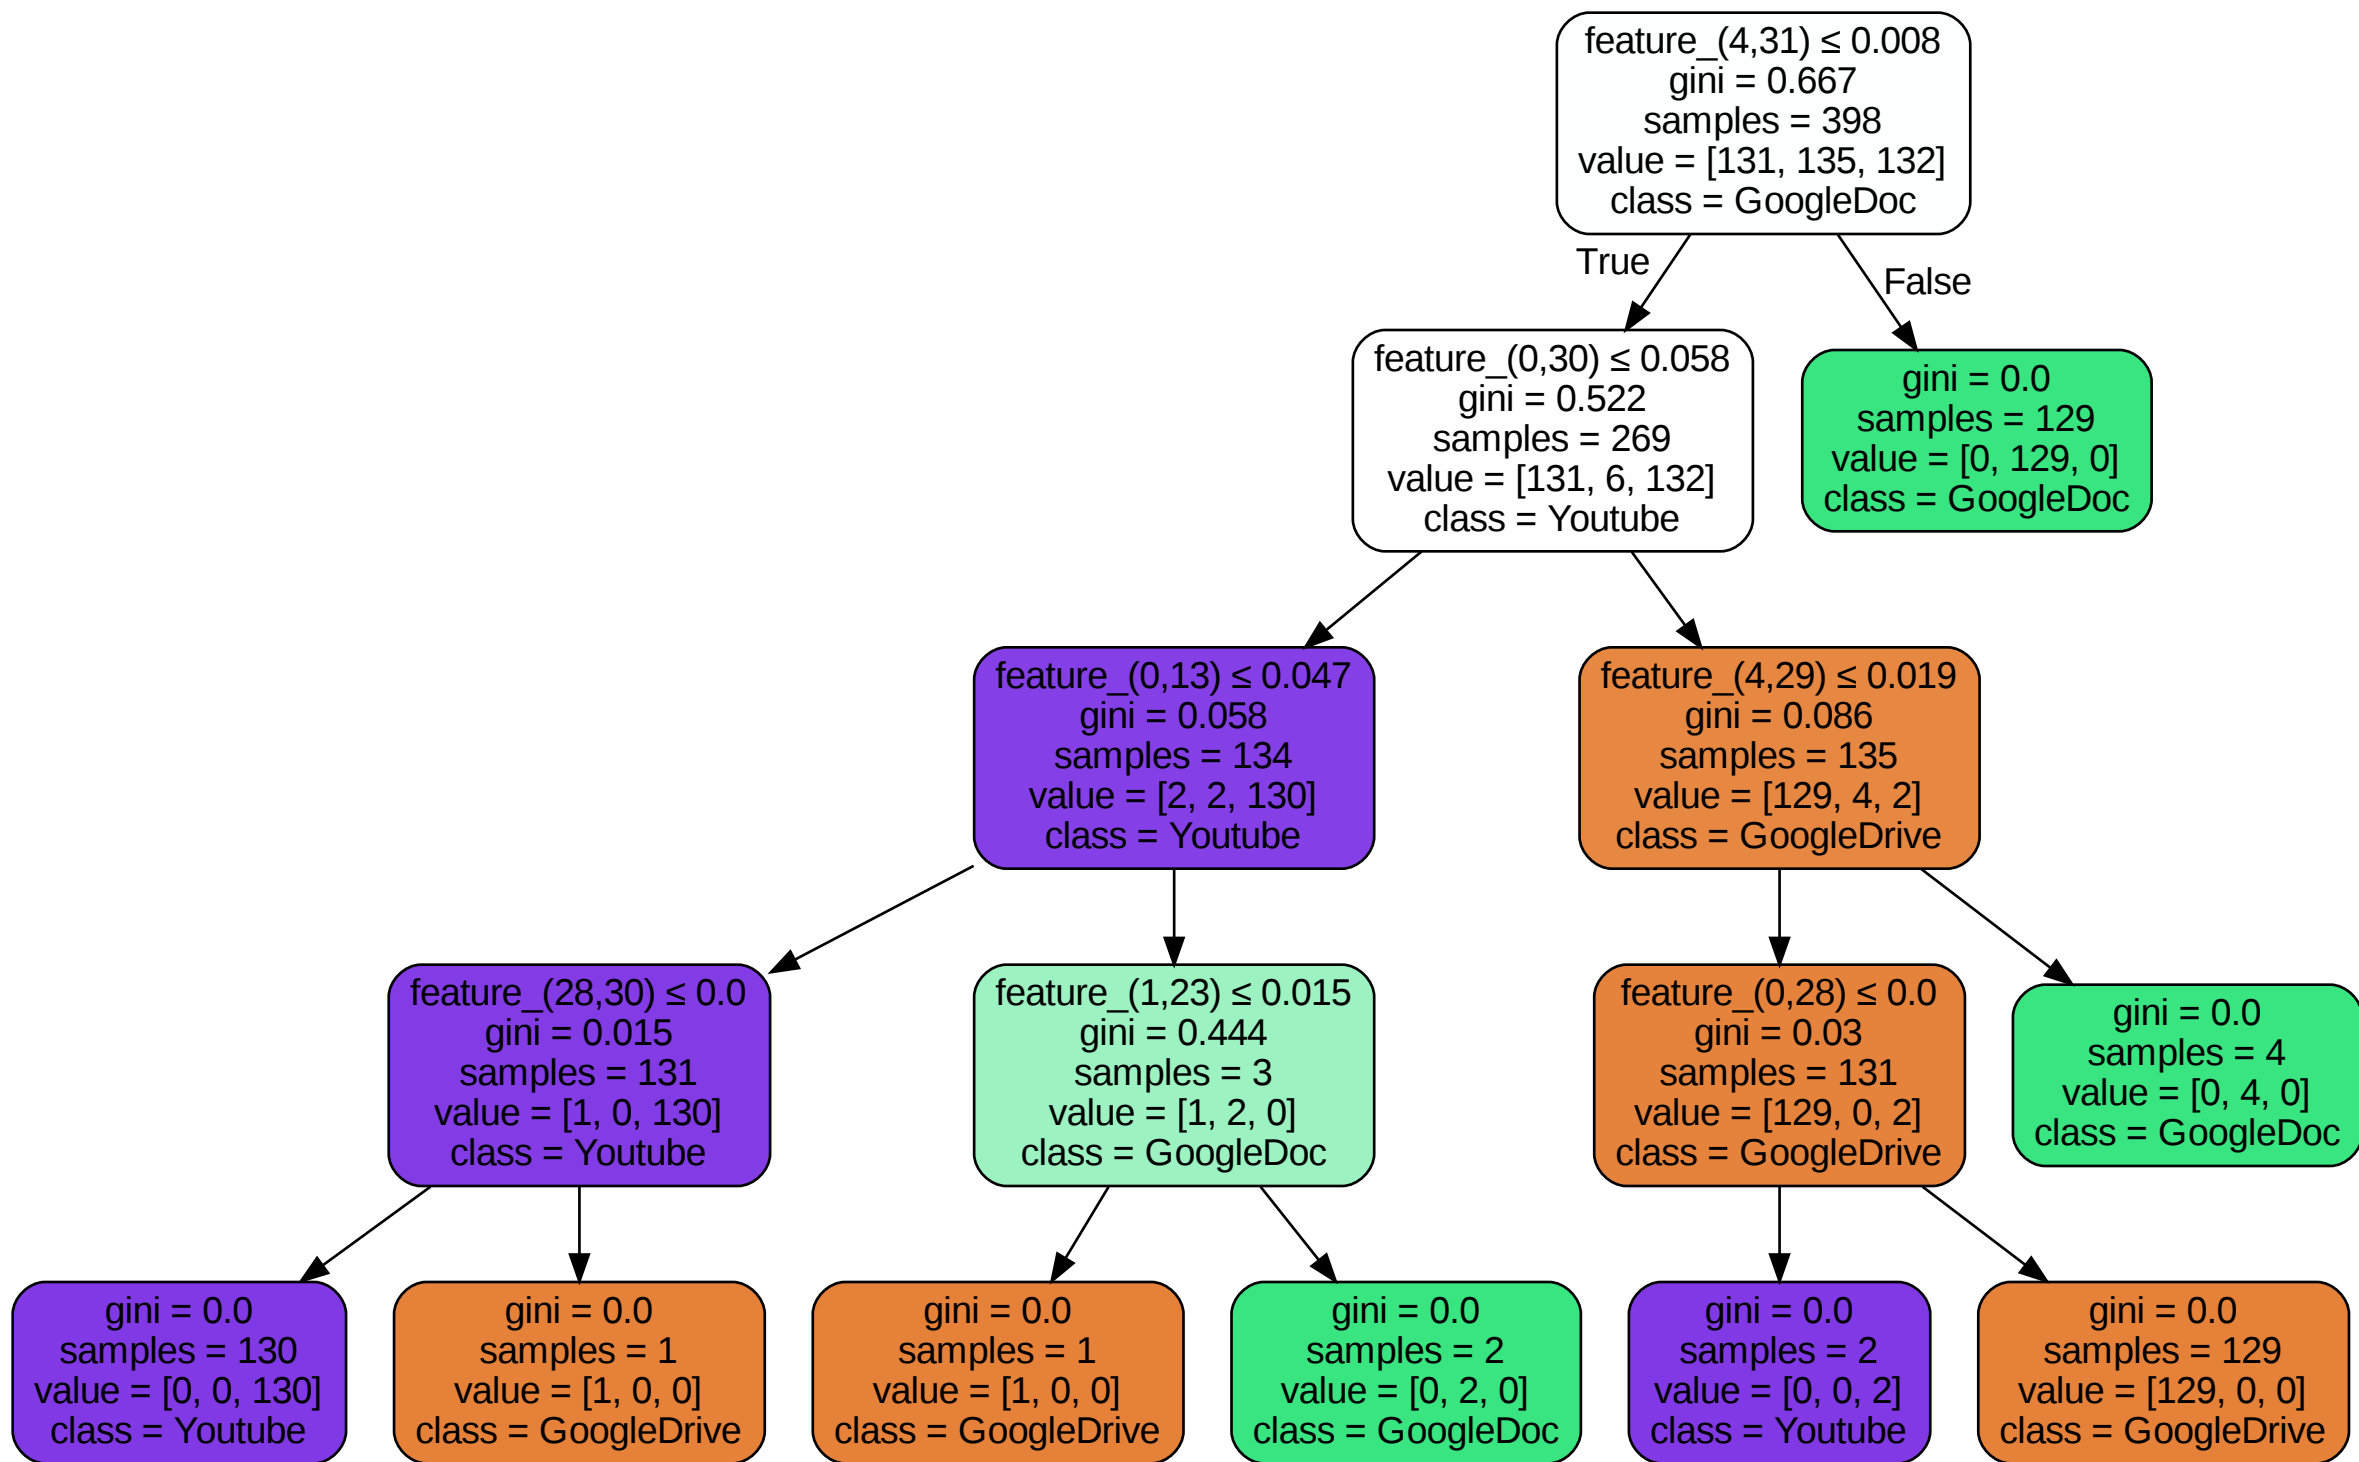 feature_(4,31) ≤ 0.008
gini = 0.667
samples = 398
value = [131, 135, 132]
class = GoogleDoc
True
False
feature_(0,30) ≤ 0.058
gini = 0.522
samples = 269
value = [131, 6, 132]
class = Youtube
gini = 0.0
samples = 129
value = [0, 129, 0]
class = GoogleDoc
feature_(0,13) ≤ 0.047
gini = 0.058
samples = 134
value = [2, 2, 130]
class = Youtube
feature_(4,29) ≤ 0.019
gini = 0.086
samples = 135
value = [129, 4, 2]
class = GoogleDrive
feature_(28,30) ≤ 0.0
gini = 0.015
samples = 131
value = [1, 0, 130]
class = Youtube
feature_(1,23) ≤ 0.015
gini = 0.444
samples = 3
value = [1, 2, 0]
class = GoogleDoc
feature_(0,28) ≤ 0.0
gini = 0.03
samples = 131
value = [129, 0, 2]
class = GoogleDrive
gini = 0.0
samples = 4
value = [0, 4, 0]
class = GoogleDoc
gini = 0.0
samples = 130
value = [0, 0, 130]
class = Youtube
gini = 0.0
samples = 1
value = [1, 0, 0]
class = GoogleDrive
gini = 0.0
samples = 1
value = [1, 0, 0]
class = GoogleDrive
gini = 0.0
samples = 2
value = [0, 2, 0]
class = GoogleDoc
gini = 0.0
samples = 2
value = [0, 0, 2]
class = Youtube
gini = 0.0
samples = 129
value = [129, 0, 0]
class = GoogleDrive